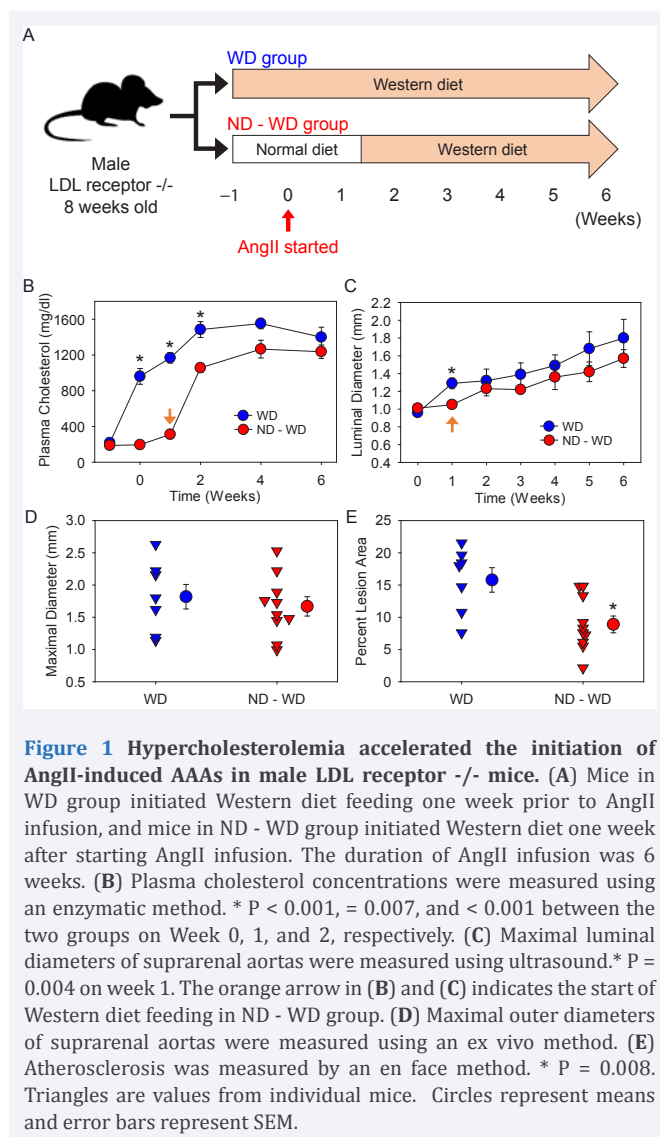 A
WD group
Western diet
ND - WD group
Normal diet
Western diet
Male
LDL receptor -/-
8 weeks old
−1 0 1 2 3 4 5 6
(Weeks)
AngII started
B
Plasma Cholesterol (mg/dl)
1600
1200
800
400
0
* * *
WD
ND - WD
0 2 4 6
Time (Weeks)
C
Luminal Diameter (mm)
2.2
2.0
1.8
1.6
1.4
1.2
1.0
0.8
0.6
0.4
*
WD
ND - WD
0 1 2 3 4 5 6
Time (Weeks)
D
Maximal Diameter (mm)
3.0
2.5
2.0
1.5
1.0
0.5
WD ND - WD
E
Percent Lesion Area
25
20
15
10
5
0
*
WD ND - WD
Figure 1 Hypercholesterolemia accelerated the initiation of
AngII-induced AAAs in male LDL receptor -/- mice. (A) Mice in
WD group initiated Western diet feeding one week prior to AngII
infusion, and mice in ND - WD group initiated Western diet one week
after starting AngII infusion. The duration of AngII infusion was 6
weeks. (B) Plasma cholesterol concentrations were measured using
an enzymatic method. * P < 0.001, = 0.007, and < 0.001 between the
two groups on Week 0, 1, and 2, respectively. (C) Maximal luminal
diameters of suprarenal aortas were measured using ultrasound.* P =
0.004 on week 1. The orange arrow in (B) and (C) indicates the start of
Western diet feeding in ND - WD group. (D) Maximal outer diameters
of suprarenal aortas were measured using an ex vivo method. (E)
Atherosclerosis was measured by an en face method. * P = 0.008.
Triangles are values from individual mice. Circles represent means
and error bars represent SEM.